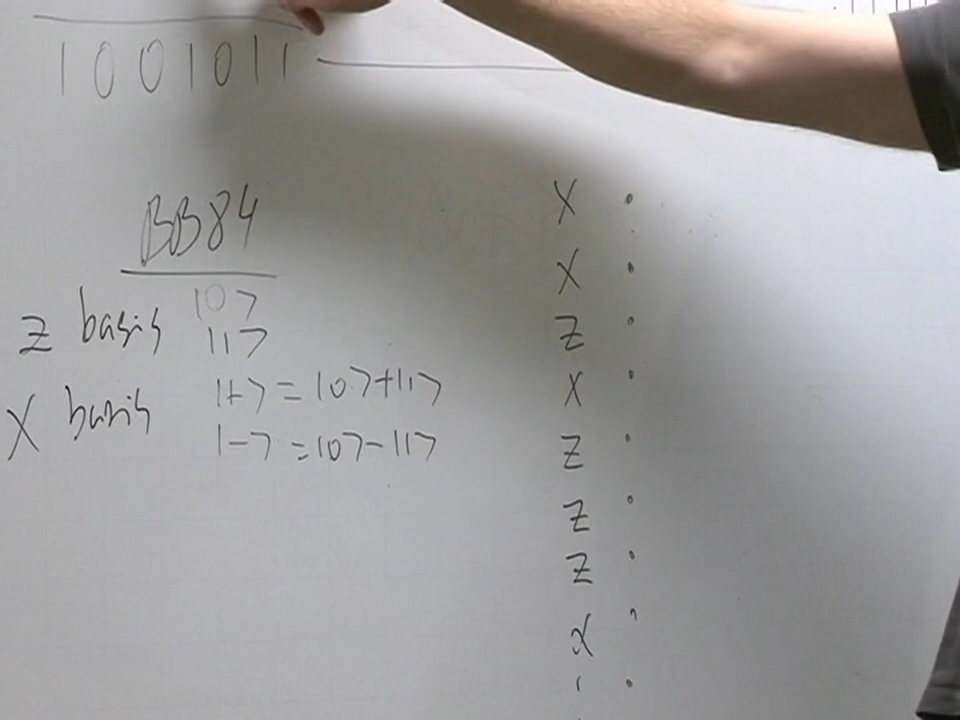 1001011
BB84
Z basis |0>
|1>
X basis |+> = |0>+|1>
|-> = |0>-|1>
X
X
Z
X
Z
Z
Z
X